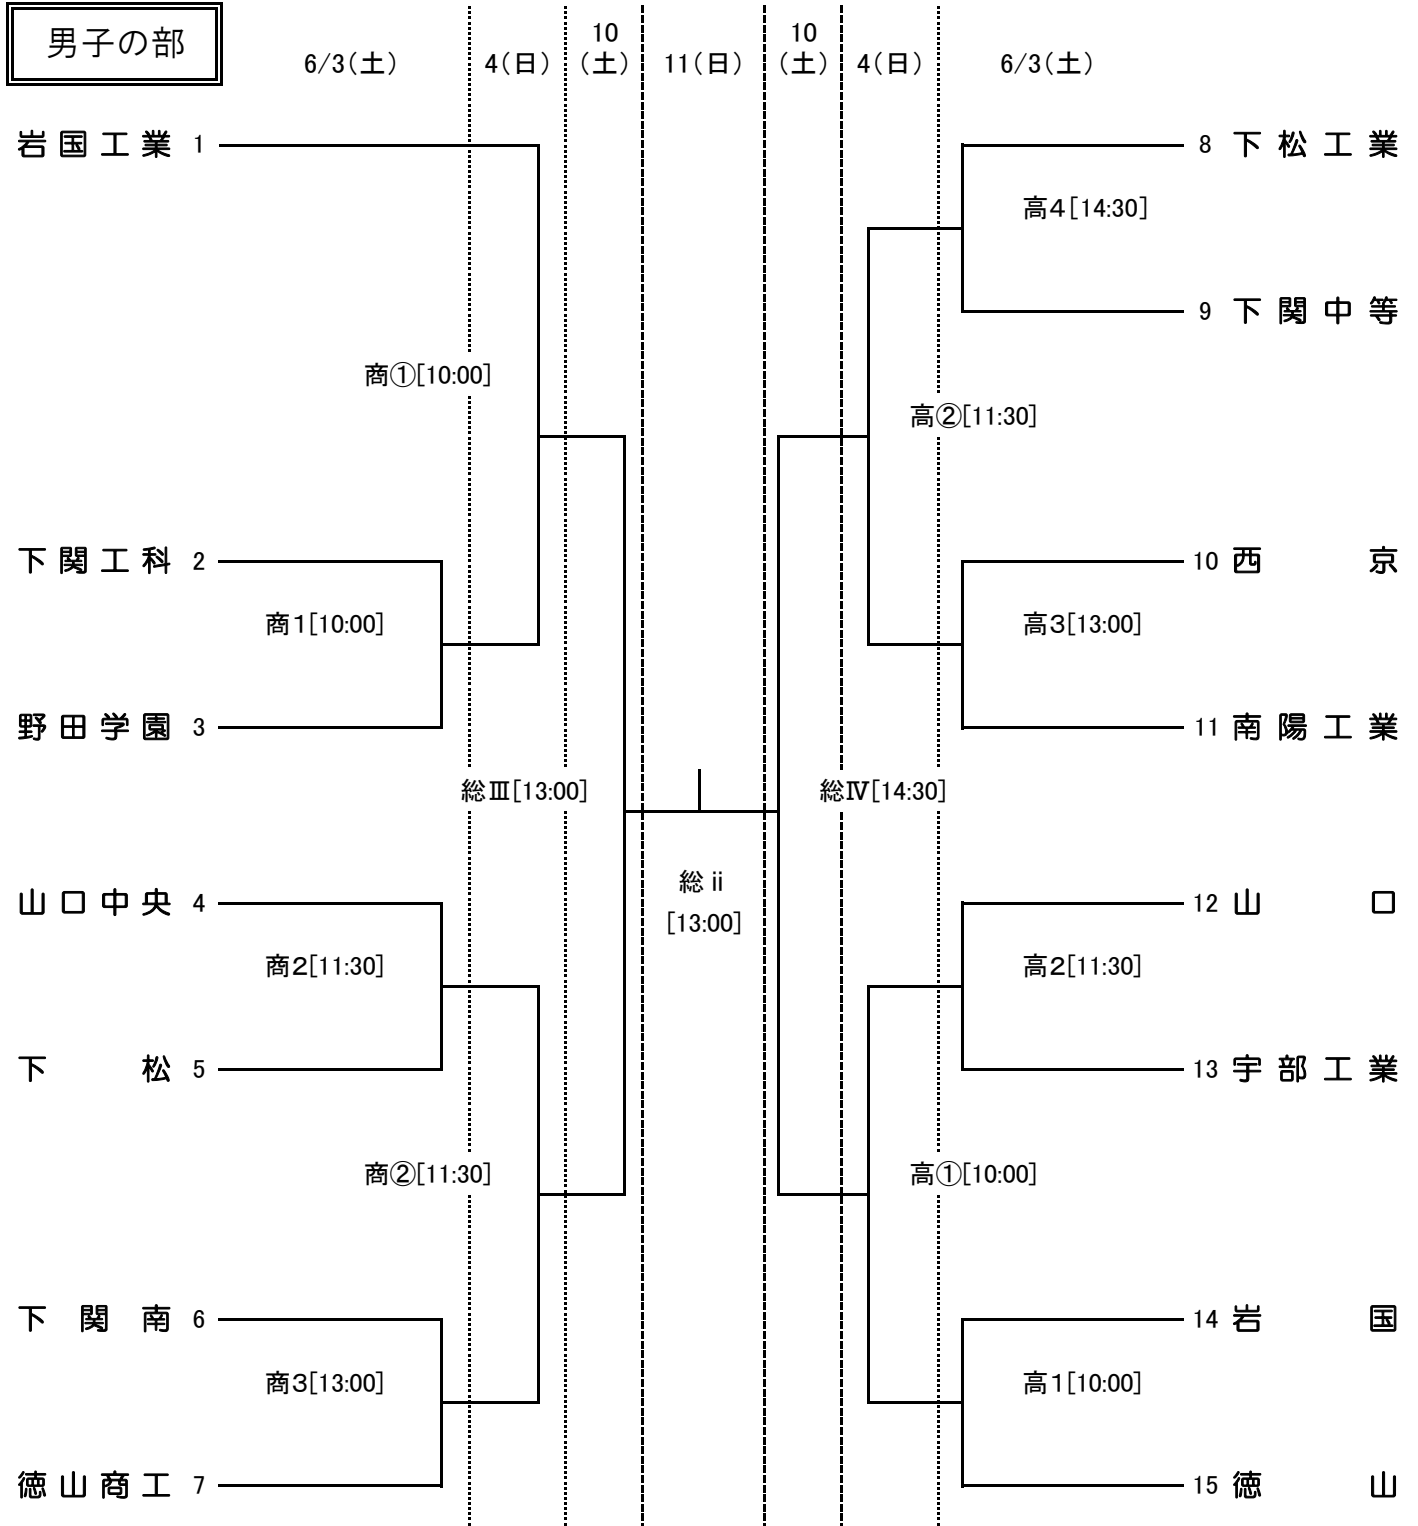 男子の部
6/3(土)
4(日)
10
(土)
11(日)
10
(土)
4(日)
6/3(土)
岩国工業 1
商①[10:00]
下関工科 2
商1[10:00]
野田学園 3
総Ⅲ[13:00]
山口中央 4
商2[11:30]
下松 5
商②[11:30]
下関南 6
商3[13:00]
徳山商工 7
総ⅱ
[13:00]
8 下松工業
高4[14:30]
9 下関中等
高②[11:30]
10 西京
高3[13:00]
11 南陽工業
総Ⅳ[14:30]
12 山口
高2[11:30]
13 宇部工業
高①[10:00]
14 岩国
高1[10:00]
15 徳山